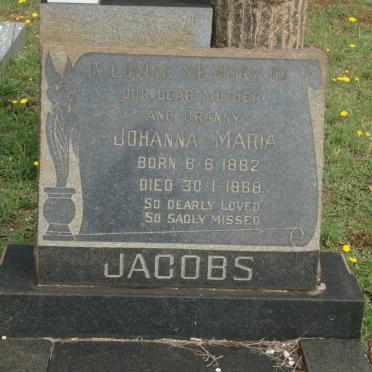 IN LOVING MEMORY OF
OUR DEAR MOTHER
AND GRANNY
JOHANNA MARIA
BORN 6-6-1882
DIED 30-1-1968
SO DEARLY LOVED
SO SADLY MISSED
JACOBS